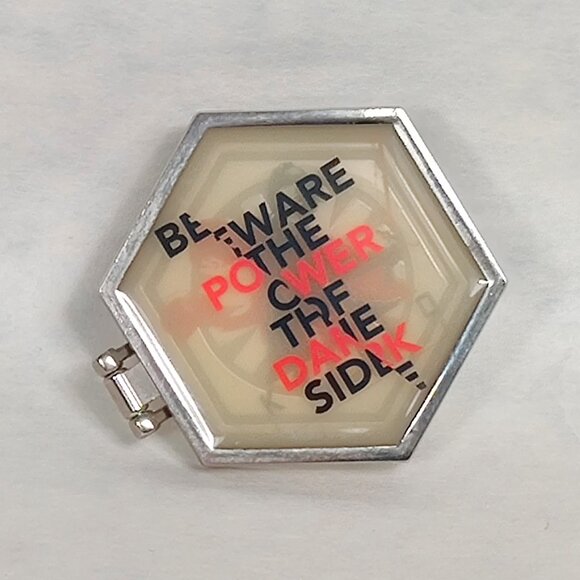 BEWARE
THE
POWER
OF
THE
DARK
SIDE